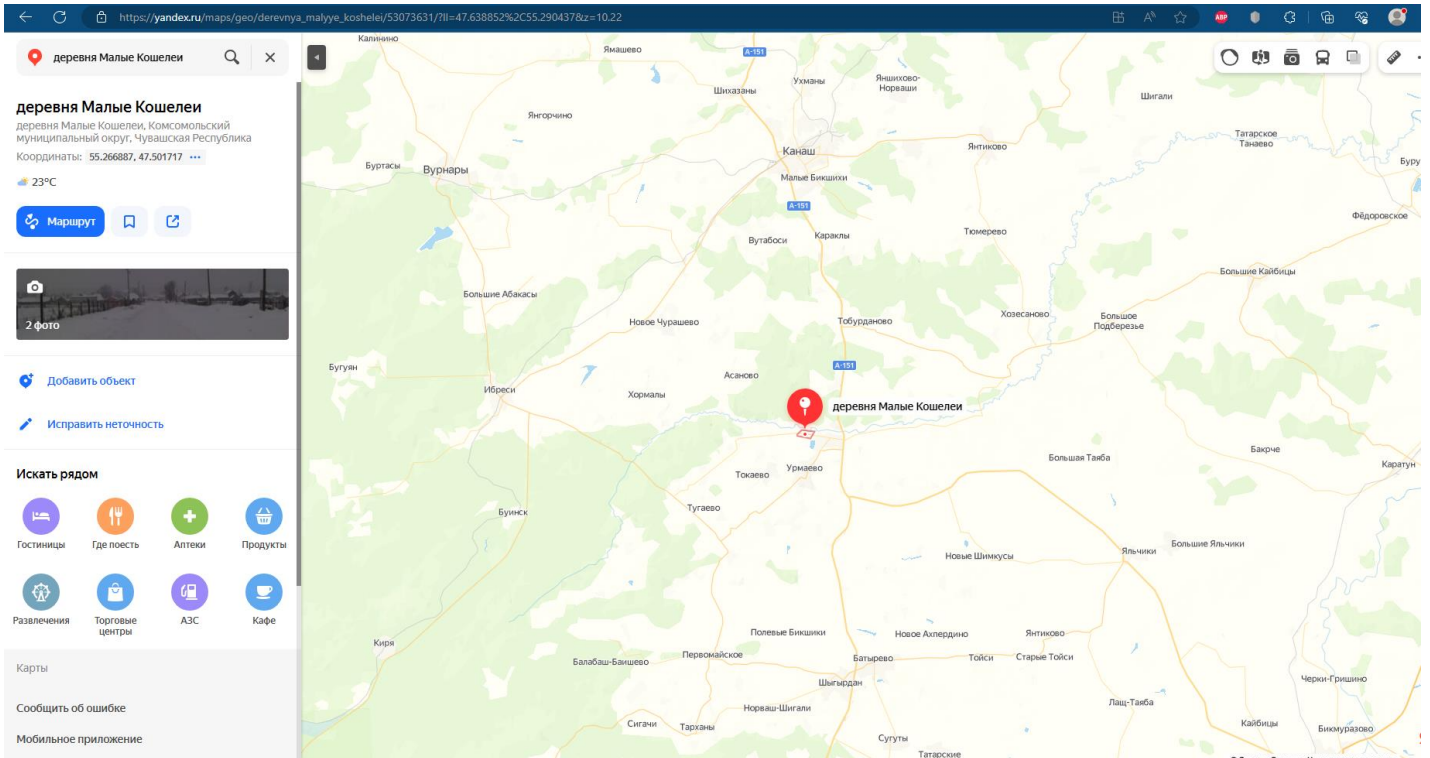 https://yandex.ru/maps/geo/derevnya_malyye_koshelei/53073631/?ll=47.638852%2C55.290437&z=10.22
ABP
деревня Малые Кошелеи
деревня Малые Кошелеи
деревня Малые Кошелеи, Комсомольский
муниципальный округ, Чувашская Республика
Координаты: 55.266887, 47.501717 •••
23°C
Маршрут
2 фото
Добавить объект
Исправить неточность
Искать рядом
Гостиницы Где поесть Аптеки Продукты
Развлечения Торговые центры АЗС Кафе
Карты
Сообщить об ошибке
Мобильное приложение
Калинино
Ямашево
А-151
Шихазаны
Ухманы
Яншихово-
Норваши
Шигали
Янгорчино
Татарское
Танаево
Канаш
Янтиково
Буртасы
Вурнары
Малые Бикшихи
Буру
А-151
Фёдоровское
Вутабоси
Караклы
Тюмерево
Большие Кайбицы
Большие Абакасы
Новое Чурашево
Тобурданово
Хозесаново
Большое
Подберезье
Бугуян
Асаново
А-151
Ибреси
Хормалы
деревня Малые Кошелеи
Большая Таяба
Бакрче
Каратун
Токаево
Урмаево
Буинск
Тугаево
Новые Шимкусы
Яльчики
Большие Яльчики
Киря
Полевые Бикшики
Новое Ахпердино
Янтиково
Балабаш-Баишево
Первомайское
Батырево
Тойси
Старые Тойси
Шыгырдан
Черки-Гришино
Норваш-Шигали
Лащ-Таяба
Сигачи
Тарханы
Сугуты
Кайбицы
Бикмуразово
Татарские